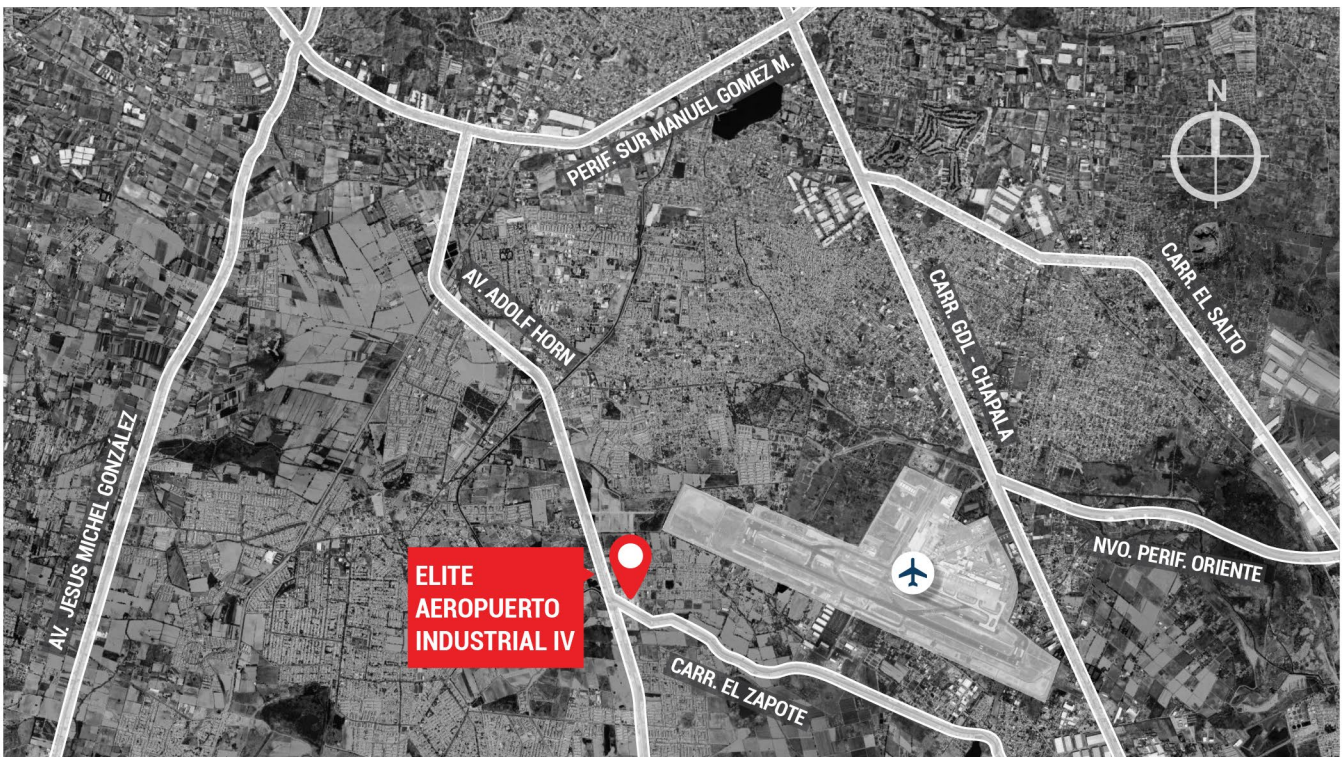 N
PERIF. SUR MANUEL GOMEZ M.
CARR. EL SALTO
AV. ADOLF HORN
CARR. GDL - CHAPALA
AV. JESUS MICHEL GONZÁLEZ
NVO. PERIF. ORIENTE
ELITE
AEROPUERTO
INDUSTRIAL IV
CARR. EL ZAPOTE